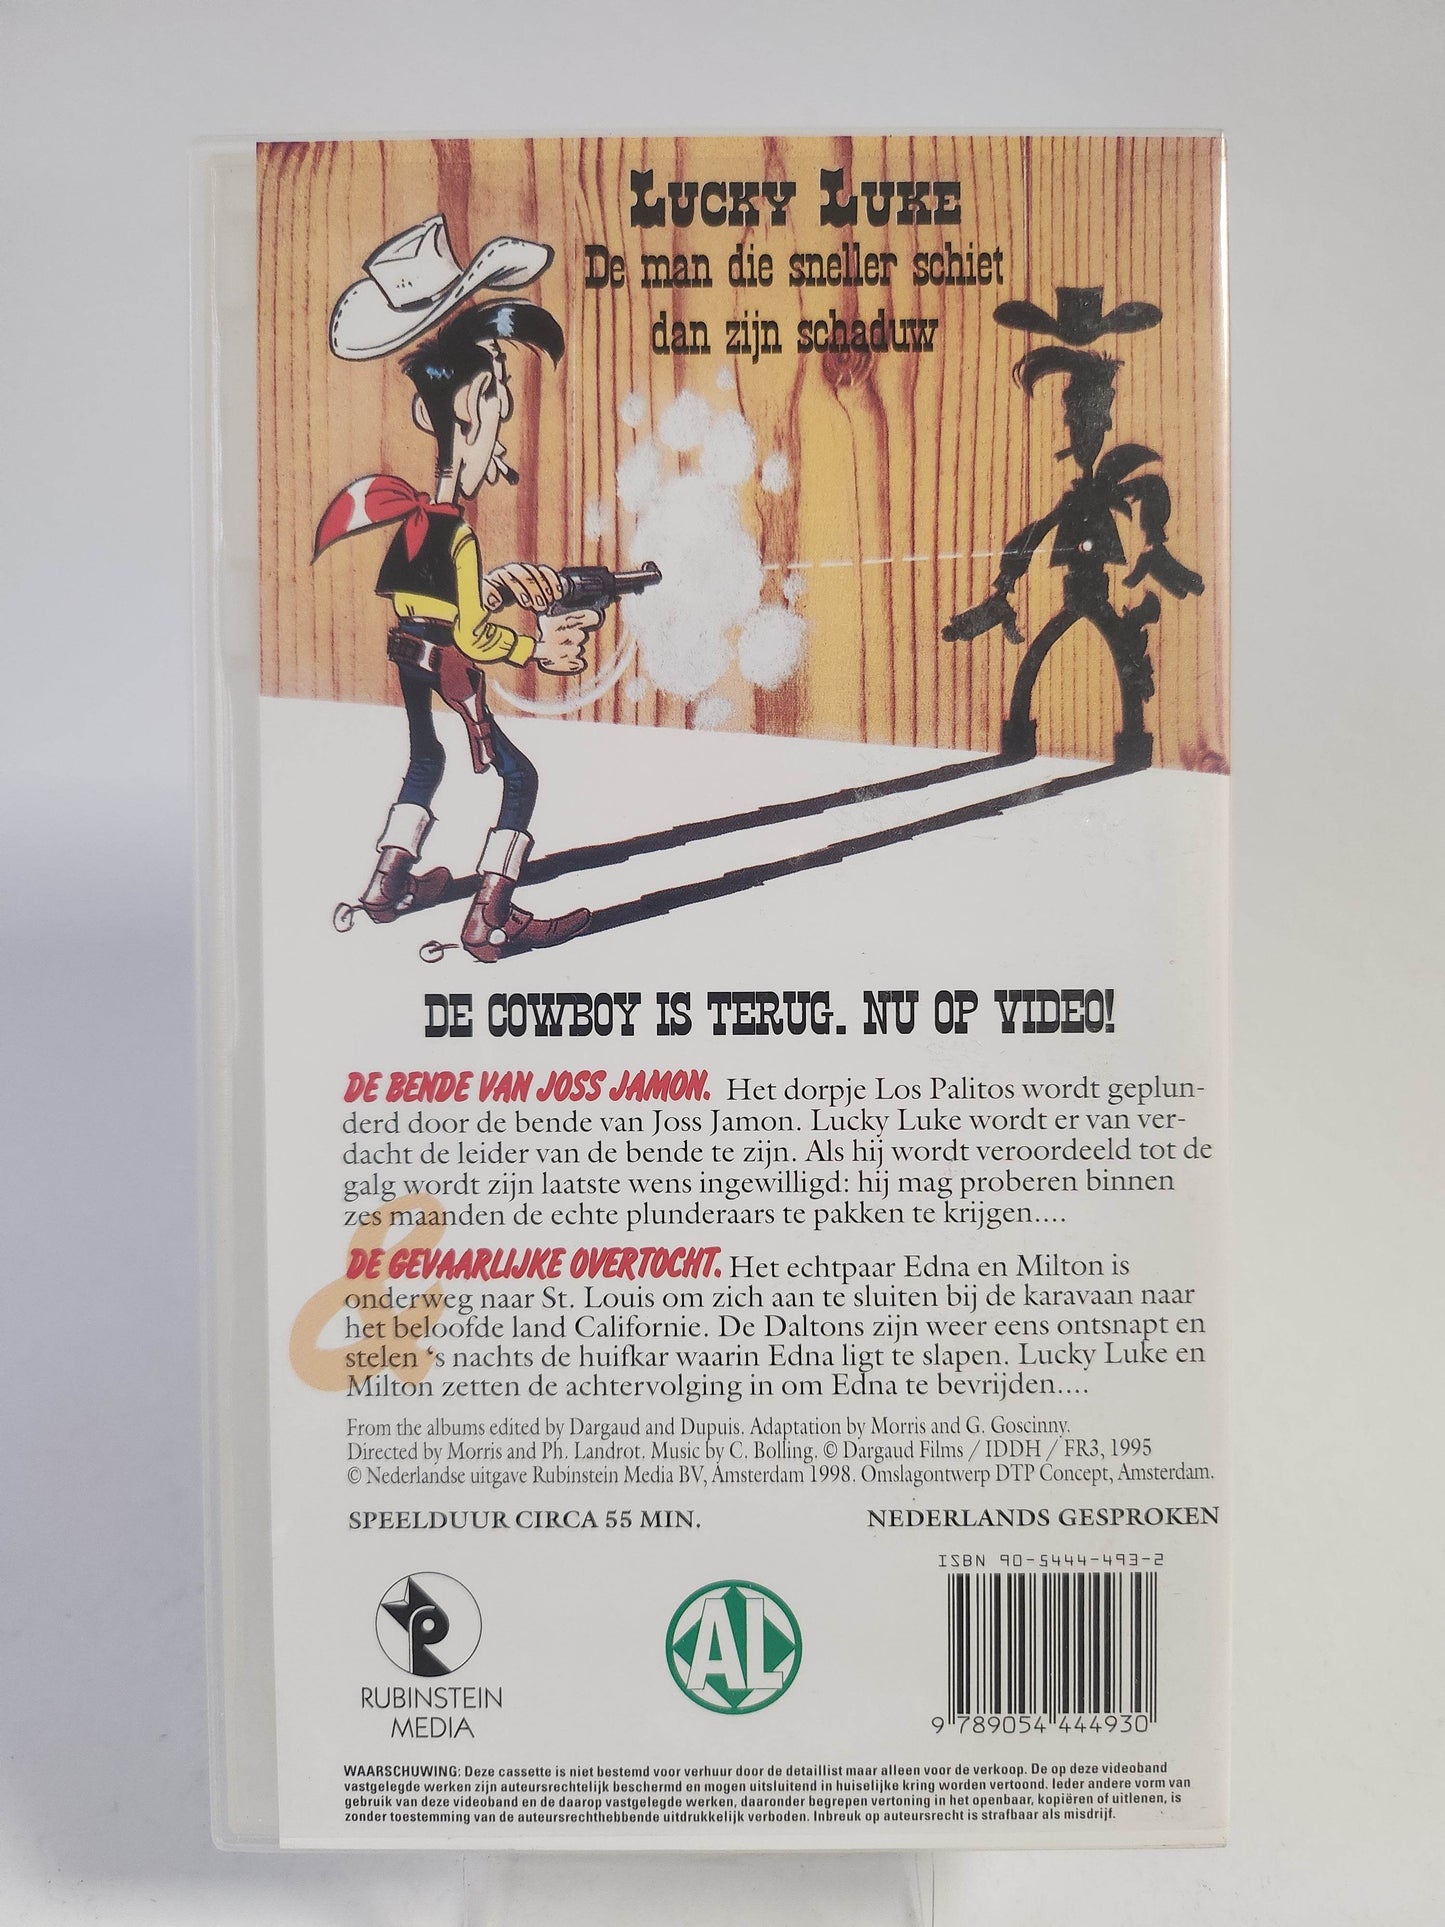 LUCKY LUKE
De man die sneller schiet
dan zijn schaduw
DE COWBOY IS TERUG. NU OP VIDEO!
DE BENDE VAN JOSS JAMON. Het dorpje Los Palitos wordt geplun-
derd door de bende van Joss Jamon. Lucky Luke wordt er van ver-
dacht de leider van de bende te zijn. Als hij wordt veroordeeld tot de
galg wordt zijn laatste wens ingewilligd: hij mag proberen binnen
zes maanden de echte plunderaars te pakken te krijgen....
&
DE GEVAARLIJKE OVERTOCHT. Het echtpaar Edna en Milton is
onderweg naar St. Louis om zich aan te sluiten bij de karavaan naar
het beloofde land Californie. De Daltons zijn weer eens ontsnapt en
stelen ‘s nachts de huifkar waarin Edna ligt te slapen. Lucky Luke en
Milton zetten de achtervolging in om Edna te bevrijden....
From the albums edited by Dargaud and Dupuis. Adaptation by Morris and G. Goscinny.
Directed by Morris and Ph. Landrot. Music by C. Bolling. © Dargaud Films / IDDH / FR3, 1995
© Nederlandse uitgave Rubinstein Media BV, Amsterdam 1998. Omslagontwerp DTP Concept, Amsterdam.
SPEELDUUR CIRCA 55 MIN. NEDERLANDS GESPROKEN
ISBN 90-5444-493-2
R
AL
RUBINSTEIN
MEDIA
9 789054 444930
WAARSCHUWING: Deze cassette is niet bestemd voor verhuur door de detaillist maar alleen voor de verkoop. De op deze videoband
vastgelegde werken zijn auteursrechtelijk beschermd en mogen uitsluitend in huiselijke kring worden vertoond. Ieder andere vorm van
gebruik van deze videoband en de daarop vastgelegde werken, daaronder begrepen vertoning in het openbaar, kopiëren of uitlenen, is
zonder toestemming van de auteursrechthebbende uitdrukkelijk verboden. Inbreuk op auteursrecht is strafbaar als misdrijf.